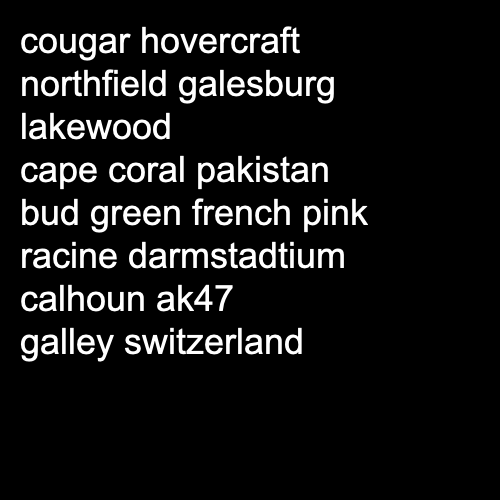 cougar hovercraft
northfield galesburg
lakewood
cape coral pakistan
bud green french pink
racine darmstadtium
calhoun ak47
galley switzerland